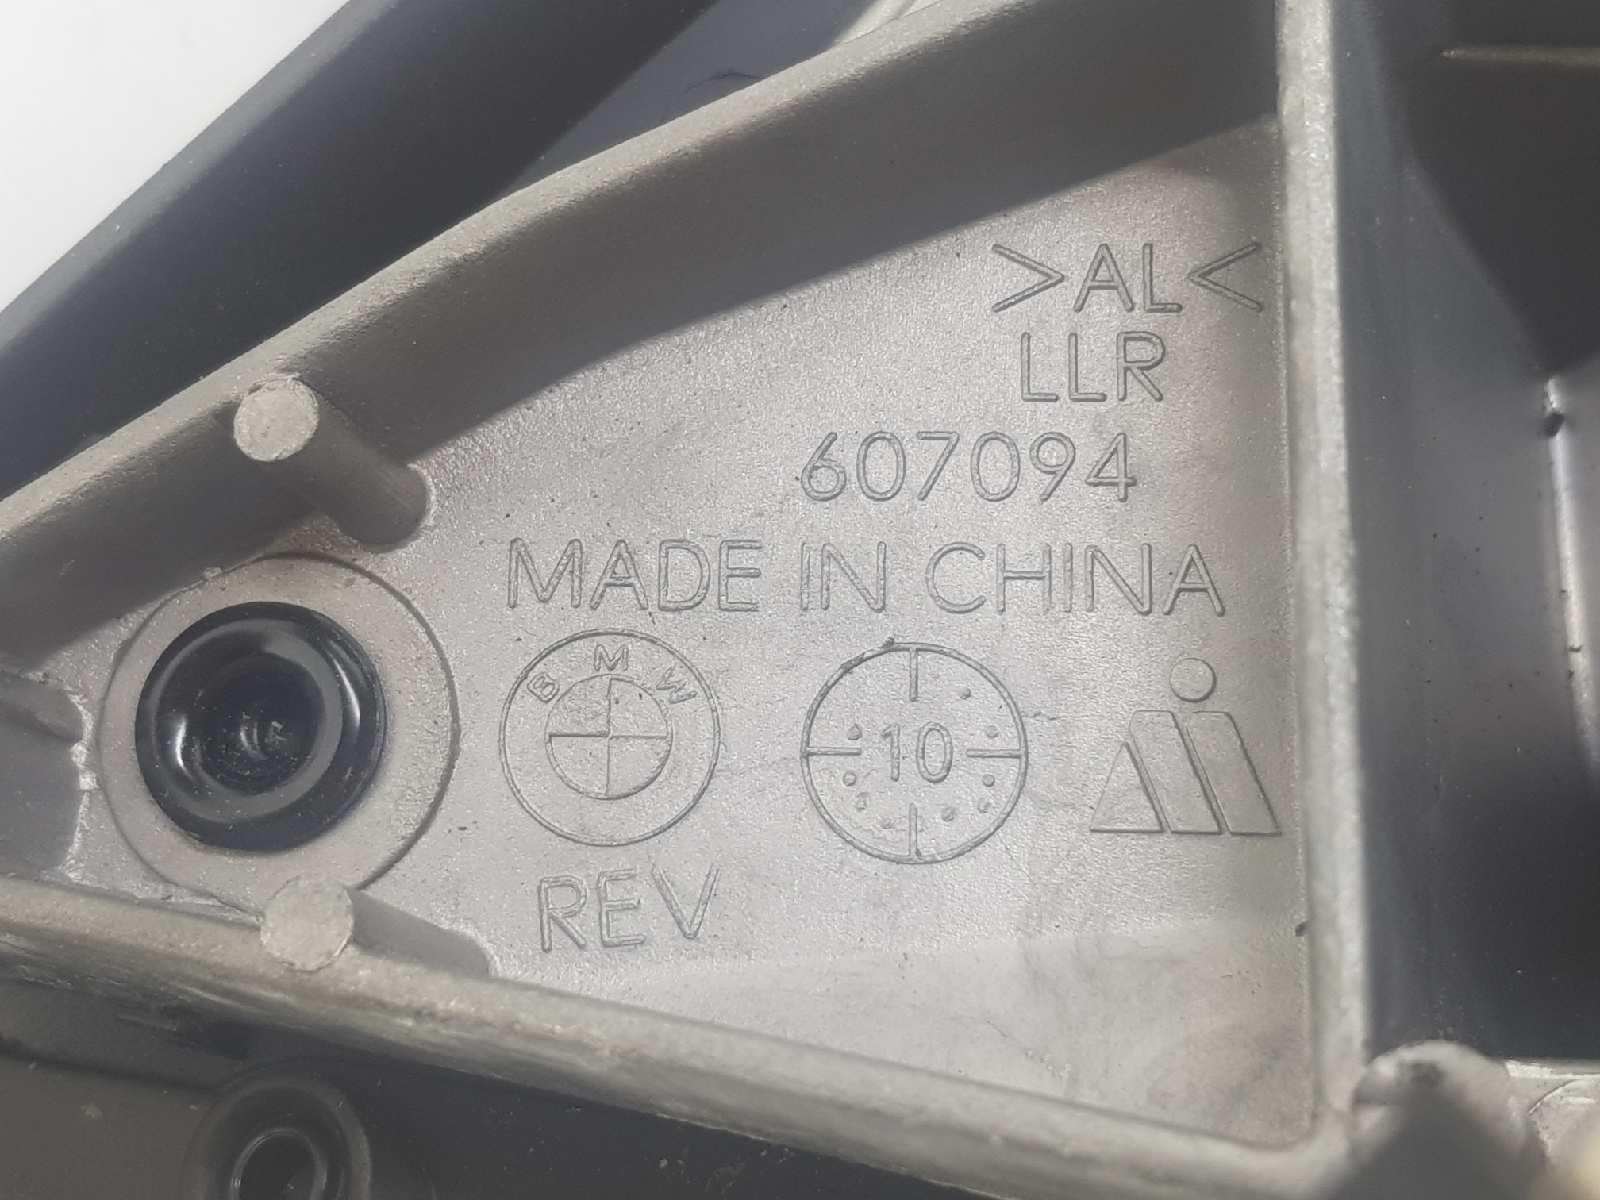 >AL<
LLR
607094
MADE IN CHINA
BMW
10
REV